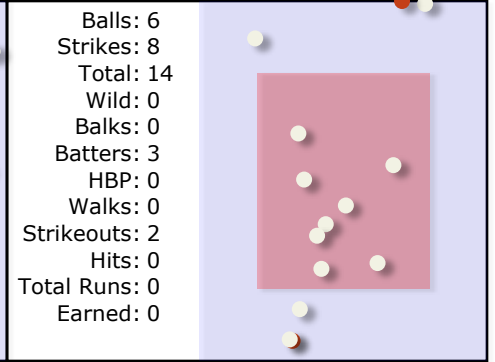 Balls: 6
Strikes: 8
Total: 14
Wild: 0
Balks: 0
Batters: 3
HBP: 0
Walks: 0
Strikeouts: 2
Hits: 0
Total Runs: 0
Earned: 0